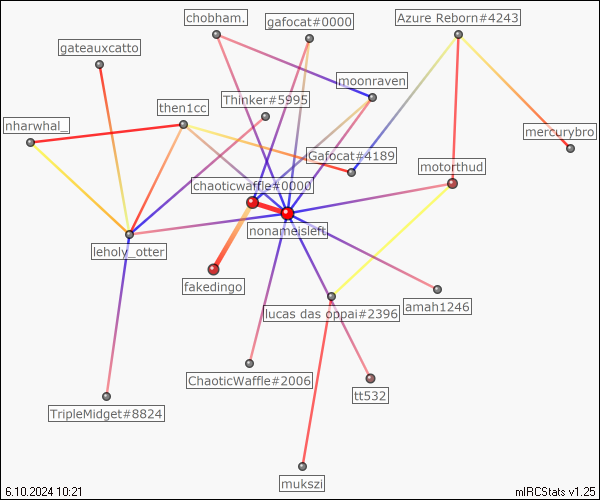 chobham.
gafocat#0000
Azure Reborn#4243
gateauxcatto
moonraven
Thinker#5995
then1cc
nharwhal_
mercurybro
Gafocat#4189
motorthud
chaoticwaffle#0000
nonameisleft
leholy_otter
fakedingo
amah1246
lucas das oppai#2396
ChaoticWaffle#2006
tt532
TripleMidget#8824
mukszi
6.10.2024 10:21
mIRCStats v1.25